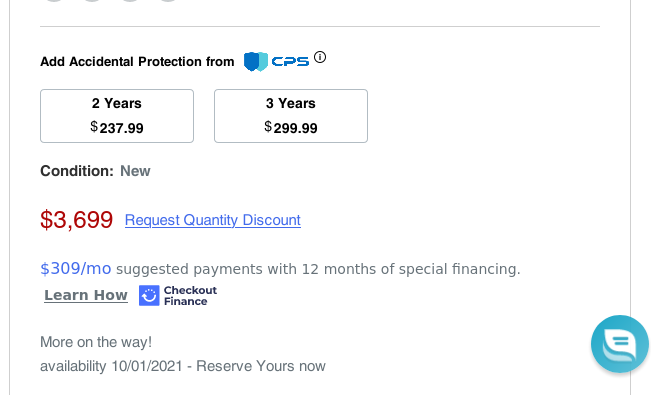 Add Accidental Protection from CPS
2 Years
$237.99
3 Years
$299.99
Condition: New
$3,699 Request Quantity Discount
$309/mo suggested payments with 12 months of special financing.
Learn How Checkout
Finance
More on the way!
availability 10/01/2021 - Reserve Yours now